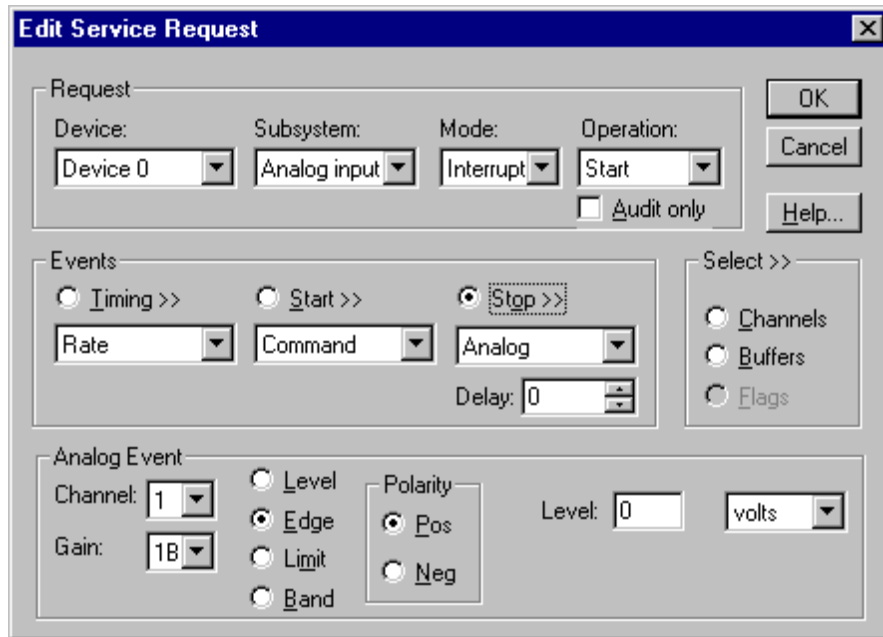 Edit Service Request
Request
OK
Device:
Subsystem:
Mode:
Operation:
Device 0
Analog input
Interrupt
Start
Cancel
Audit only
Help...
Events
Select >>
Timing >>
Start >>
Stop >>
Rate
Command
Analog
Channels
Buffers
Delay: 0
Flags
Analog Event
Channel: 1
Level
Polarity
Edge
Pos
Level: 0
volts
Gain: 1B
Limit
Neg
Band